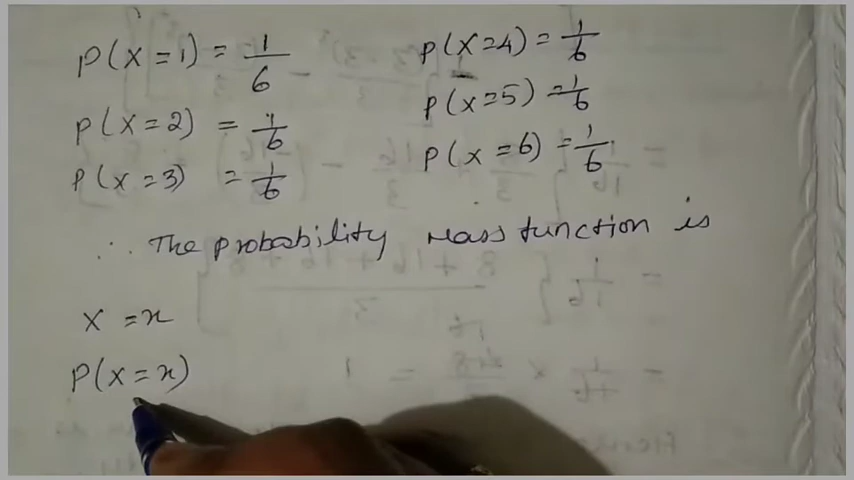 P(X=1) = 1/6 P(X=4) = 1/6
P(X=2) = 1/6 P(X=5) = 1/6
P(X=3) = 1/6 P(X=6) = 1/6
∴ The probability mass function is
X = x
P(X=x)